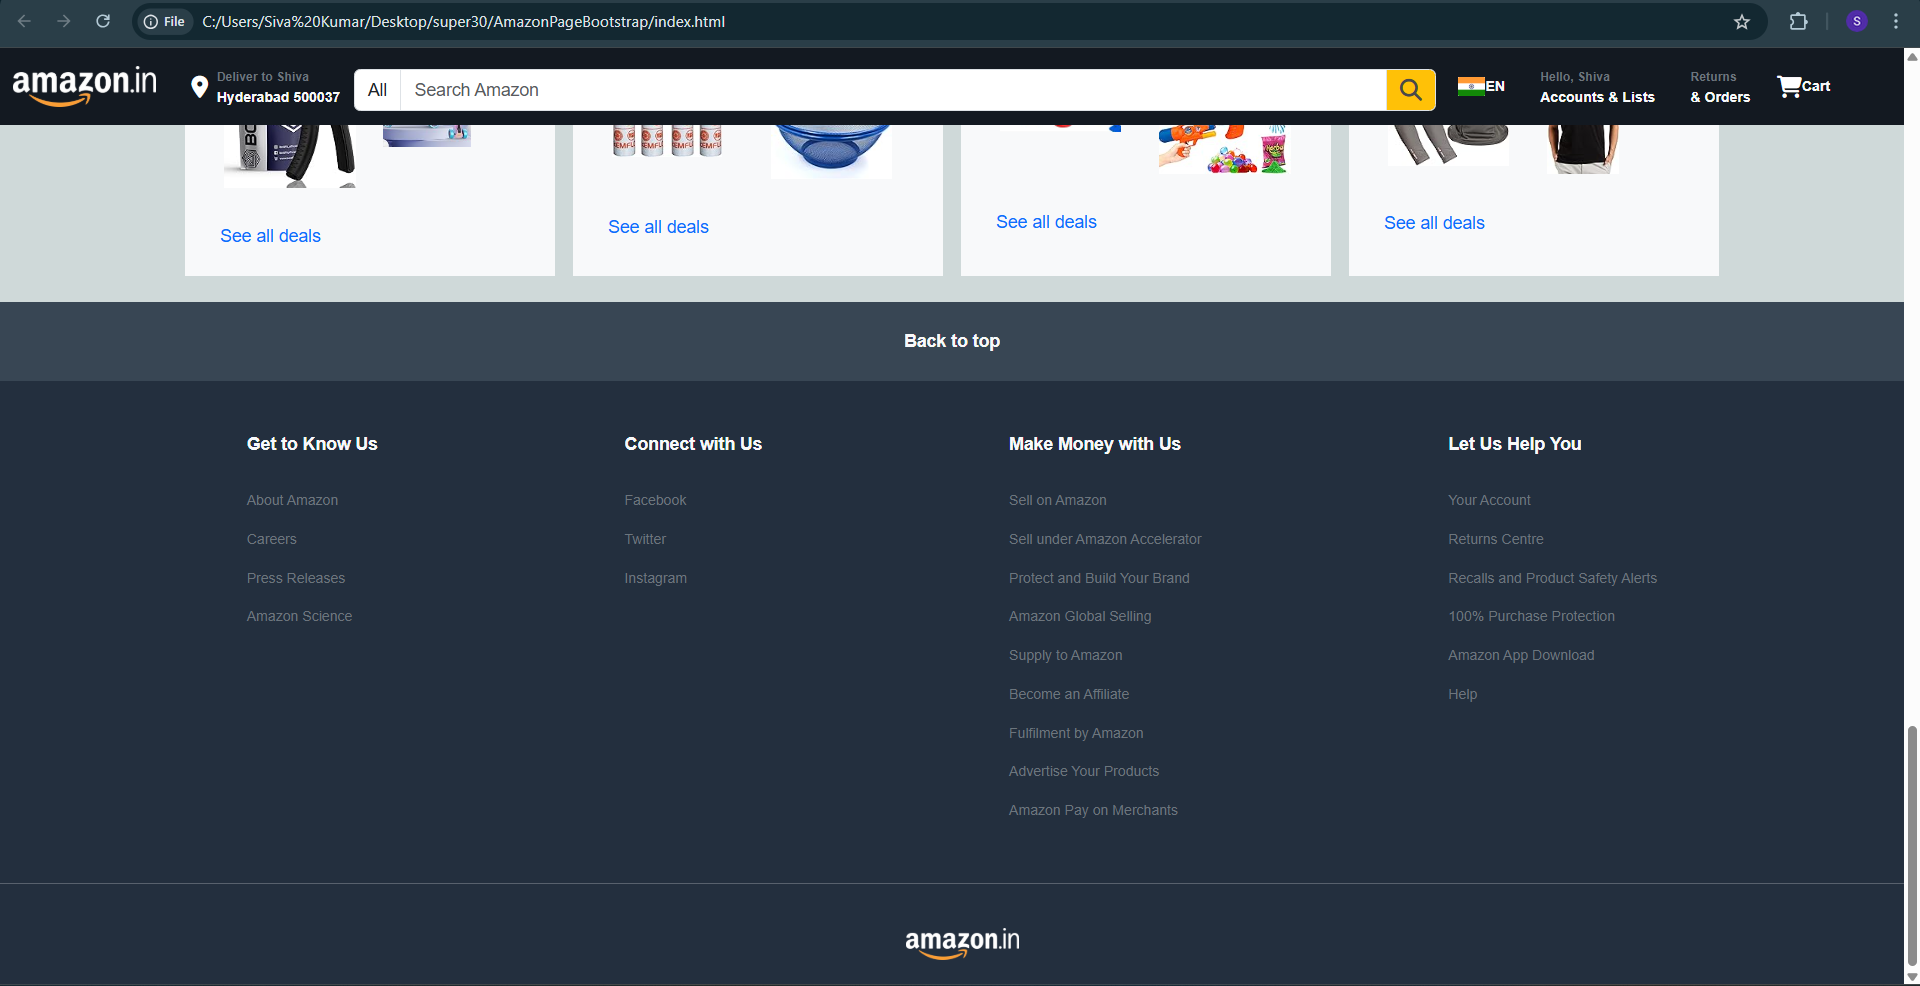 File C:/Users/Siva%20Kumar/Desktop/super30/AmazonPageBootstrap/index.html
S
amazon.in
Deliver to Shiva
Hyderabad 500037
All
Search Amazon
EN
Hello, Shiva
Accounts & Lists
Returns
& Orders
Cart
See all deals
See all deals
See all deals
See all deals
Back to top
Get to Know Us
About Amazon
Careers
Press Releases
Amazon Science
Connect with Us
Facebook
Twitter
Instagram
Make Money with Us
Sell on Amazon
Sell under Amazon Accelerator
Protect and Build Your Brand
Amazon Global Selling
Supply to Amazon
Become an Affiliate
Fulfilment by Amazon
Advertise Your Products
Amazon Pay on Merchants
Let Us Help You
Your Account
Returns Centre
Recalls and Product Safety Alerts
100% Purchase Protection
Amazon App Download
Help
amazon.in